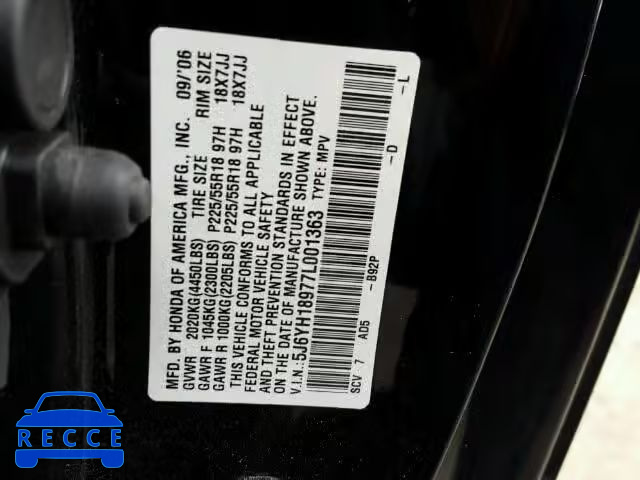 MFD. BY HONDA OF AMERICA MFG., INC. 09/'06
GVWR 2020KG(4450LBS) TIRE SIZE RIM SIZE
GAWR F 1045KG(2300LBS) P225/55R18 97H 18X7JJ
GAWR R 1000KG(2205LBS) P225/55R18 97H 18X7JJ
THIS VEHICLE CONFORMS TO ALL APPLICABLE
FEDERAL MOTOR VEHICLE SAFETY
AND THEFT PREVENTION STANDARDS IN EFFECT
ON THE DATE OF MANUFACTURE SHOWN ABOVE.
V.I.N.:5J6YH18977L001363 TYPE: MPV
SCV 7 AD5 -B92P -D -L
RECCE